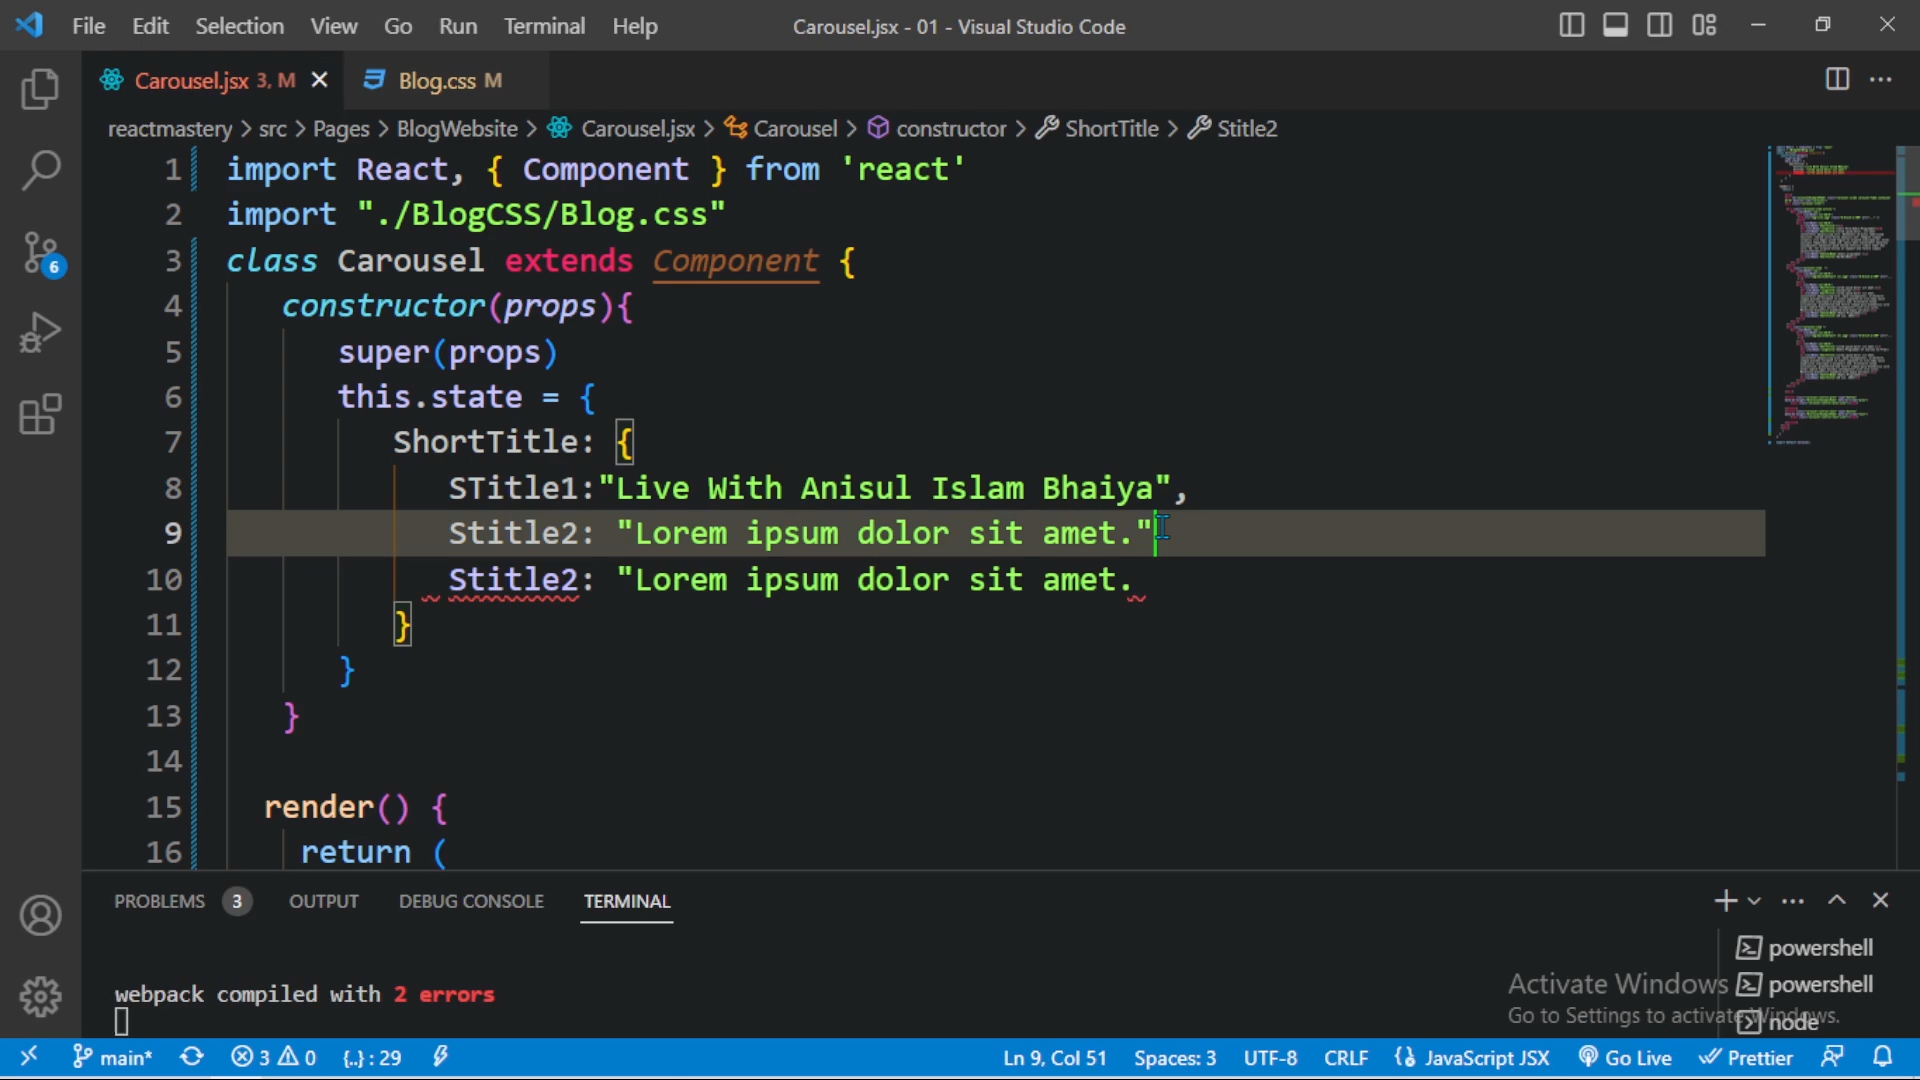 File Edit Selection View Go Run Terminal Help Carousel.jsx - 01 - Visual Studio Code
Carousel.jsx 3, M Blog.css M
reactmastery > src > Pages > BlogWebsite > Carousel.jsx > Carousel > constructor > ShortTitle > Stitle2
1 import React, { Component } from 'react'
2 import "./BlogCSS/Blog.css"
3 class Carousel extends Component {
4 constructor(props){
5 super(props)
6 this.state = {
7 ShortTitle: {
8 STitle1:"Live With Anisul Islam Bhaiya",
9 Stitle2: "Lorem ipsum dolor sit amet."
10 Stitle2: "Lorem ipsum dolor sit amet.
11 }
12 }
13 }
14
15 render() {
16 return (
PROBLEMS 3 OUTPUT DEBUG CONSOLE TERMINAL
webpack compiled with 2 errors
powershell
powershell
node
Activate Windows
Go to Settings to activate Windows.
6
main* 3 0 {..} : 29 Ln 9, Col 51 Spaces: 3 UTF-8 CRLF JavaScript JSX Go Live Prettier